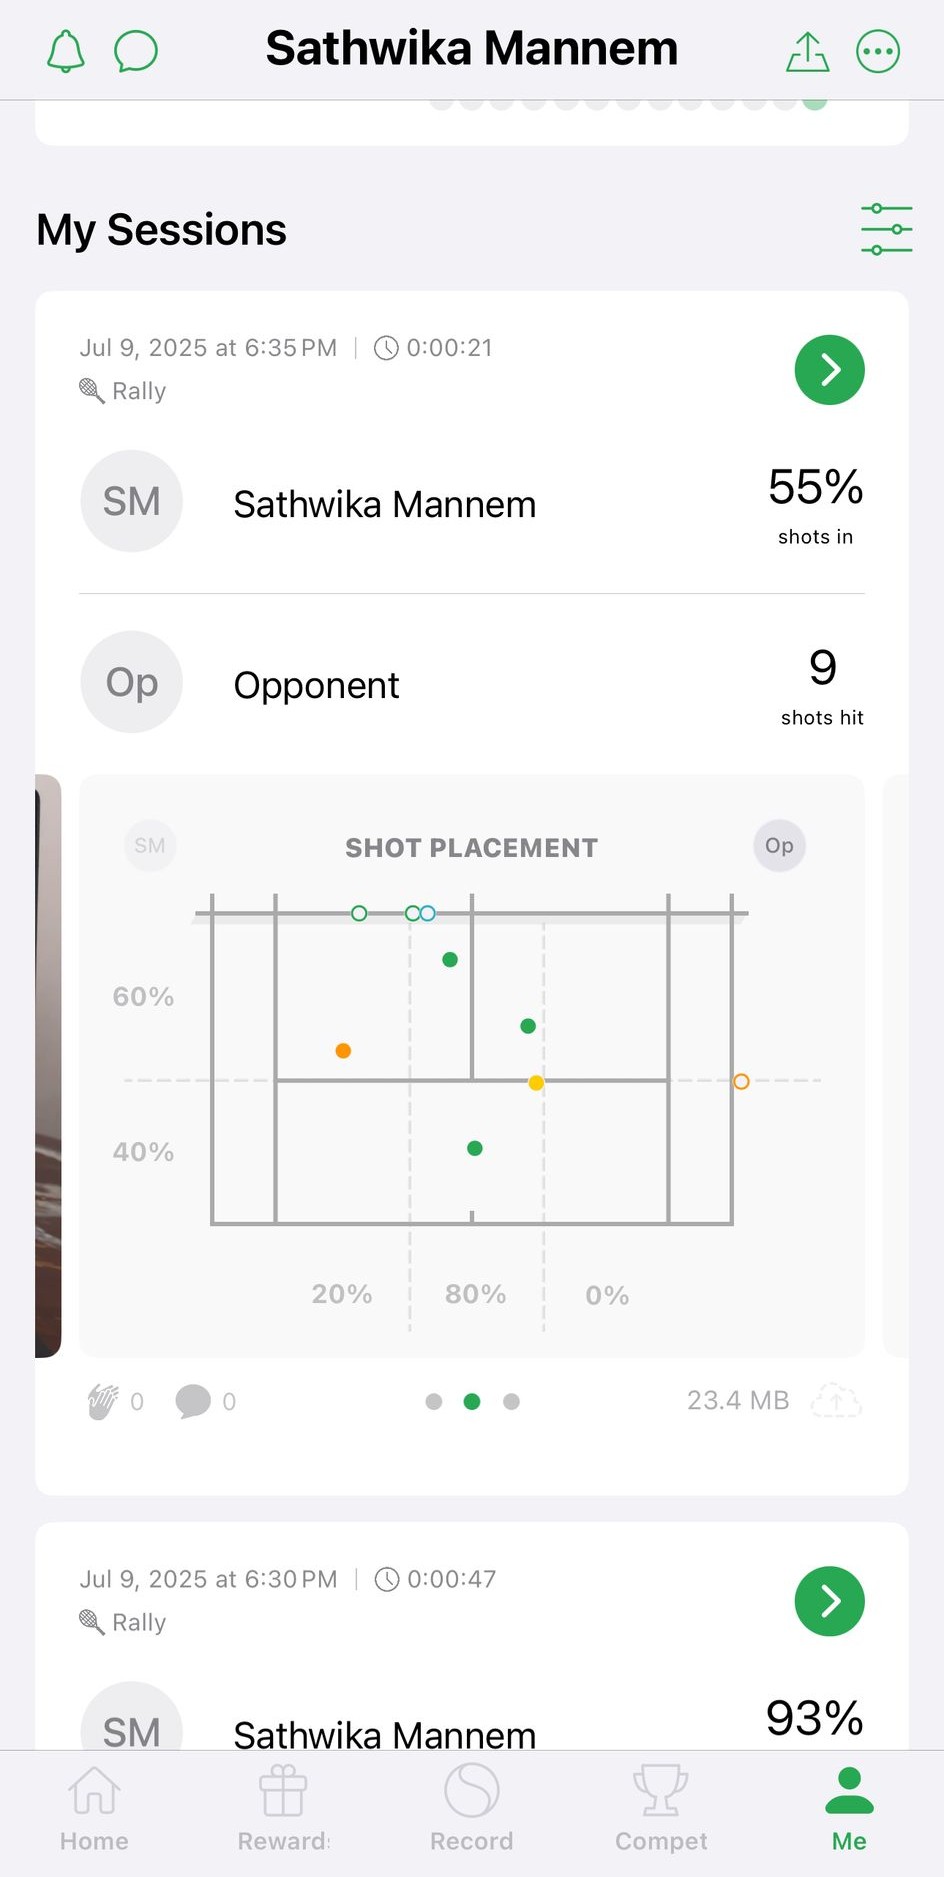 Sathwika Mannem
My Sessions
Jul 9, 2025 at 6:35 PM | 0:00:21
Rally
SM Sathwika Mannem 55%
shots in
Op Opponent 9
shots hit
SM SHOT PLACEMENT Op
60%
40%
20% 80% 0%
0 0 23.4 MB
Jul 9, 2025 at 6:30 PM | 0:00:47
Rally
SM Sathwika Mannem 93%
Home Reward Record Compet Me